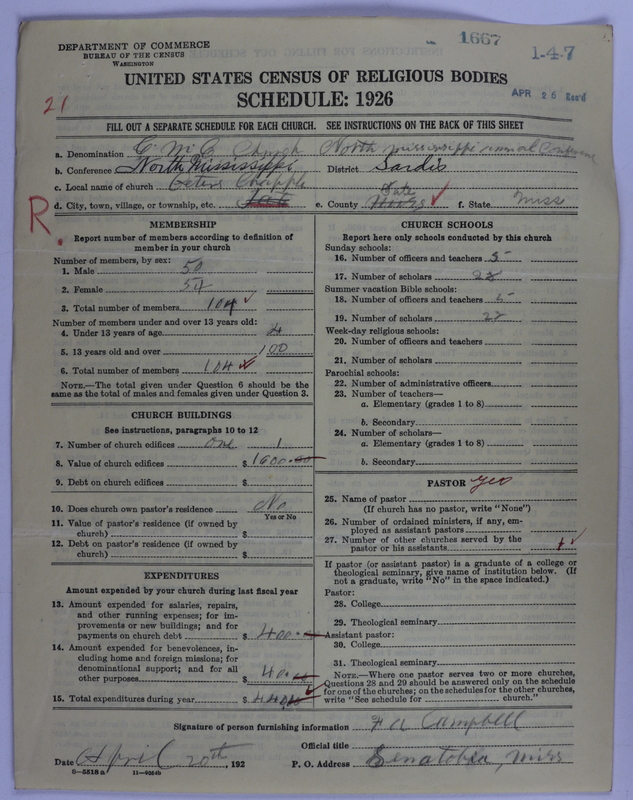 1667
1-4-7
DEPARTMENT OF COMMERCE
BUREAU OF THE CENSUS
WASHINGTON
UNITED STATES CENSUS OF RELIGIOUS BODIES
SCHEDULE: 1926
APR 26 Rec'd
21
FILL OUT A SEPARATE SCHEDULE FOR EACH CHURCH. SEE INSTRUCTIONS ON THE BACK OF THIS SHEET
a. Denomination C M E Church North Mississippi annual Conference
b. Conference North Mississippi District Sardis
c. Local name of church Peters Chapple
d. City, town, village, or township, etc. e. County Tate f. State Miss
R.
MEMBERSHIP
Report number of members according to definition of
member in your church
Number of members, by sex:
1. Male 50
2. Female 54
3. Total number of members 104
Number of members under and over 13 years old:
4. Under 13 years of age 4
5. 13 years old and over 100
6. Total number of members 104
NOTE.—The total given under Question 6 should be
the same as the total of males and females given under Question 3.
CHURCH BUILDINGS
See instructions, paragraphs 10 to 12
7. Number of church edifices one 1
8. Value of church edifices $ 1600.00
9. Debt on church edifices $
10. Does church own pastor's residence No
Yes or No
11. Value of pastor's residence (if owned by
church) $
12. Debt on pastor's residence (if owned by
church) $
EXPENDITURES
Amount expended by your church during last fiscal year
13. Amount expended for salaries, repairs,
and other running expenses; for im-
provements or new buildings; and for
payments on church debt $ 400.
14. Amount expended for benevolences, in-
cluding home and foreign missions; for
denominational support; and for all
other purposes $ 40.
15. Total expenditures during year $ 440
CHURCH SCHOOLS
Report here only schools conducted by this church
Sunday schools:
16. Number of officers and teachers 5
17. Number of scholars 28
Summer vacation Bible schools:
18. Number of officers and teachers
19. Number of scholars
Week-day religious schools:
20. Number of officers and teachers
21. Number of scholars
Parochial schools:
22. Number of administrative officers
23. Number of teachers—
a. Elementary (grades 1 to 8)
b. Secondary
24. Number of scholars—
a. Elementary (grades 1 to 8)
b. Secondary
PASTOR yes
25. Name of pastor
(If church has no pastor, write "None")
26. Number of ordained ministers, if any, em-
ployed as assistant pastors
27. Number of other churches served by the
pastor or his assistants
If pastor (or assistant pastor) is a graduate of a college or
theological seminary, give name of institution below. (If
not a graduate, write "No" in the space indicated.)
Pastor:
28. College
29. Theological seminary
Assistant pastor:
30. College
31. Theological seminary
NOTE.—Where one pastor serves two or more churches,
Questions 28 and 29 should be answered only on the schedule
for one of the churches; on the schedules for the other churches,
write "See schedule for church."
Signature of person furnishing information F A Campbell
Official title
Date April 20th, 192 P. O. Address Senatobia, Miss
8-5518a 11-9564b